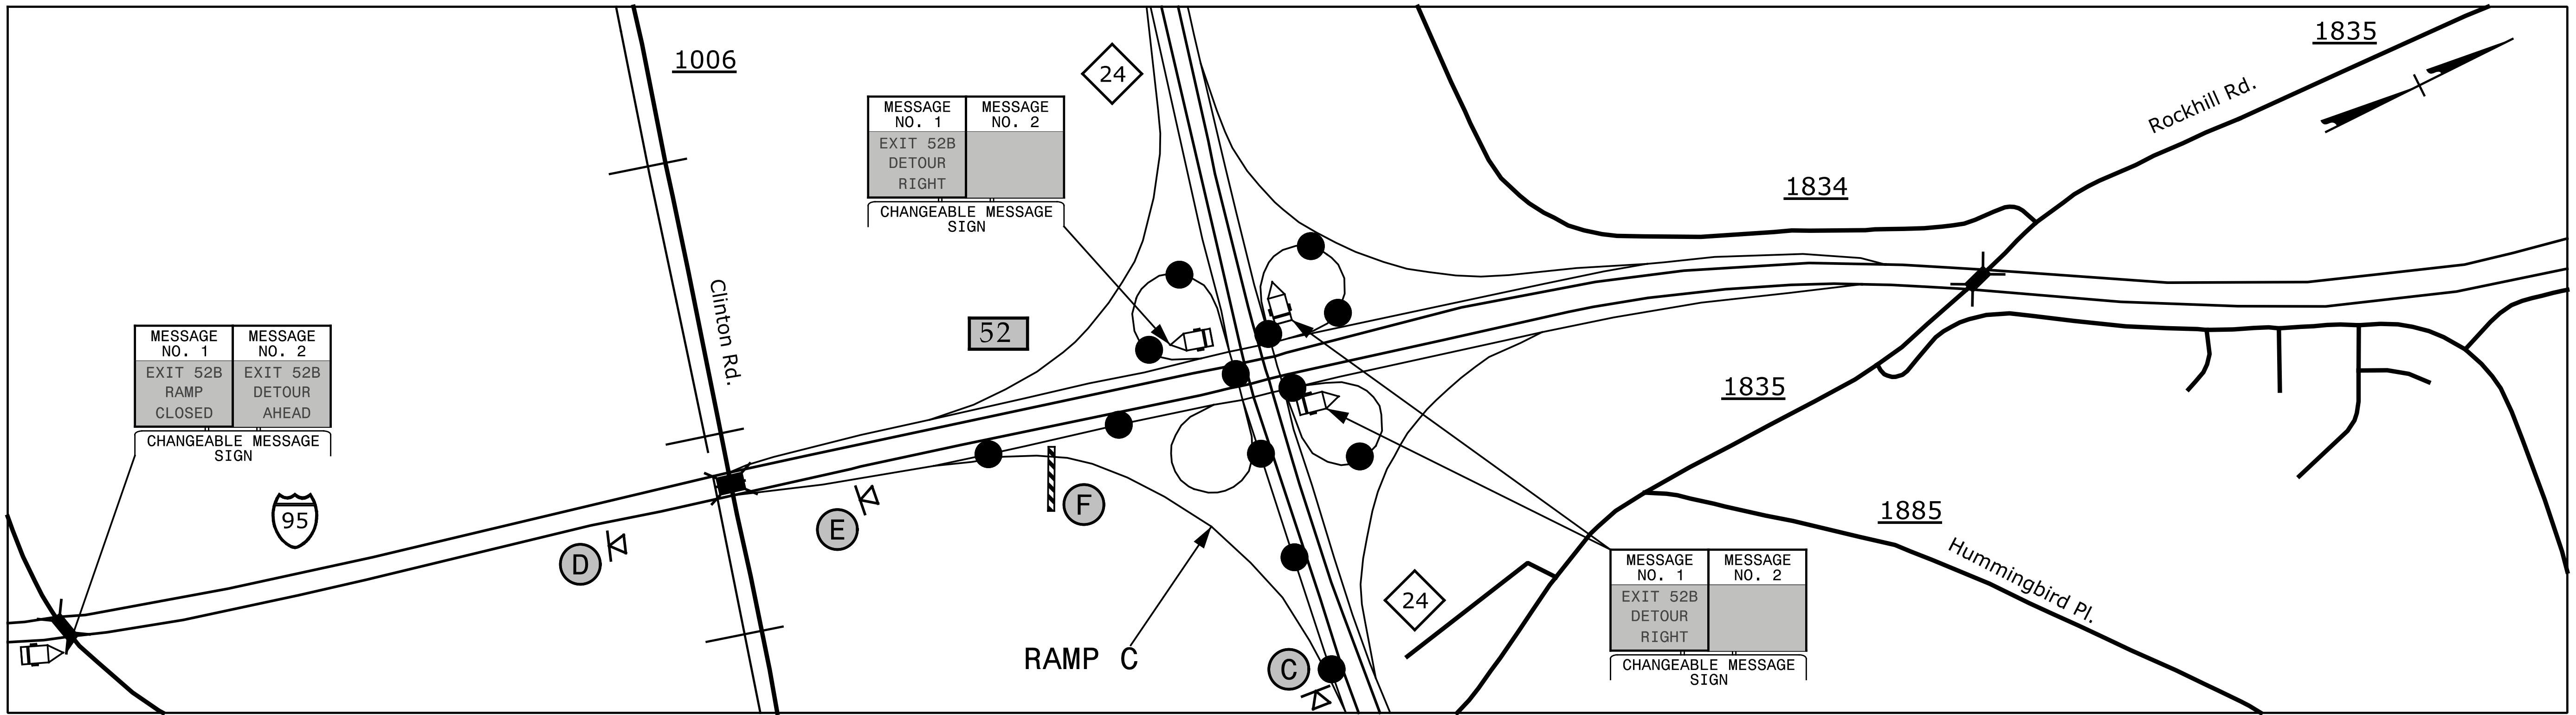 1006
24
1835
Rockhill Rd.
MESSAGE NO. 1
MESSAGE NO. 2
EXIT 52B
DETOUR
RIGHT
CHANGEABLE MESSAGE
SIGN
1834
Clinton Rd.
52
MESSAGE NO. 1
MESSAGE NO. 2
EXIT 52B
RAMP
CLOSED
EXIT 52B
DETOUR
AHEAD
CHANGEABLE MESSAGE
SIGN
1835
95
D
E
F
1885
Hummingbird Pl.
24
RAMP C
C
MESSAGE NO. 1
MESSAGE NO. 2
EXIT 52B
DETOUR
RIGHT
CHANGEABLE MESSAGE
SIGN